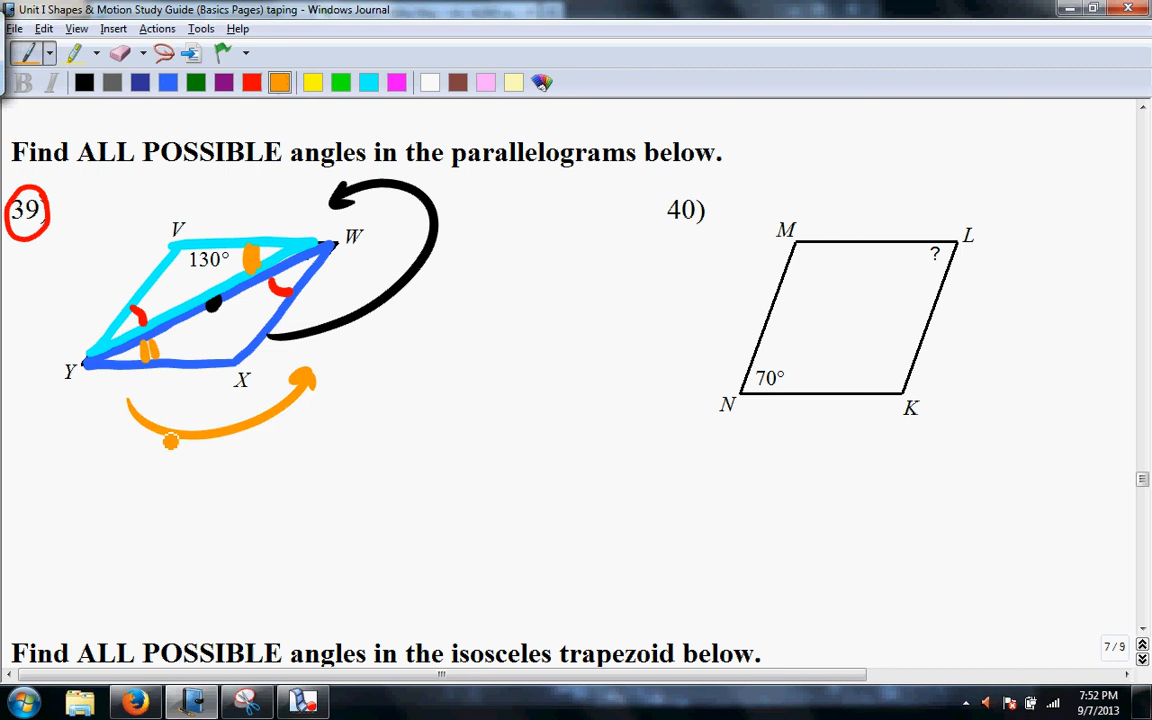 Unit I Shapes & Motion Study Guide (Basics Pages) taping - Windows Journal
File Edit View Insert Actions Tools Help
B I
Find ALL POSSIBLE angles in the parallelograms below.
39)
40)
V
W
130°
Y
X
M
L
?
70°
N
K
7 / 9
Find ALL POSSIBLE angles in the isosceles trapezoid below.
7:52 PM
9/7/2013